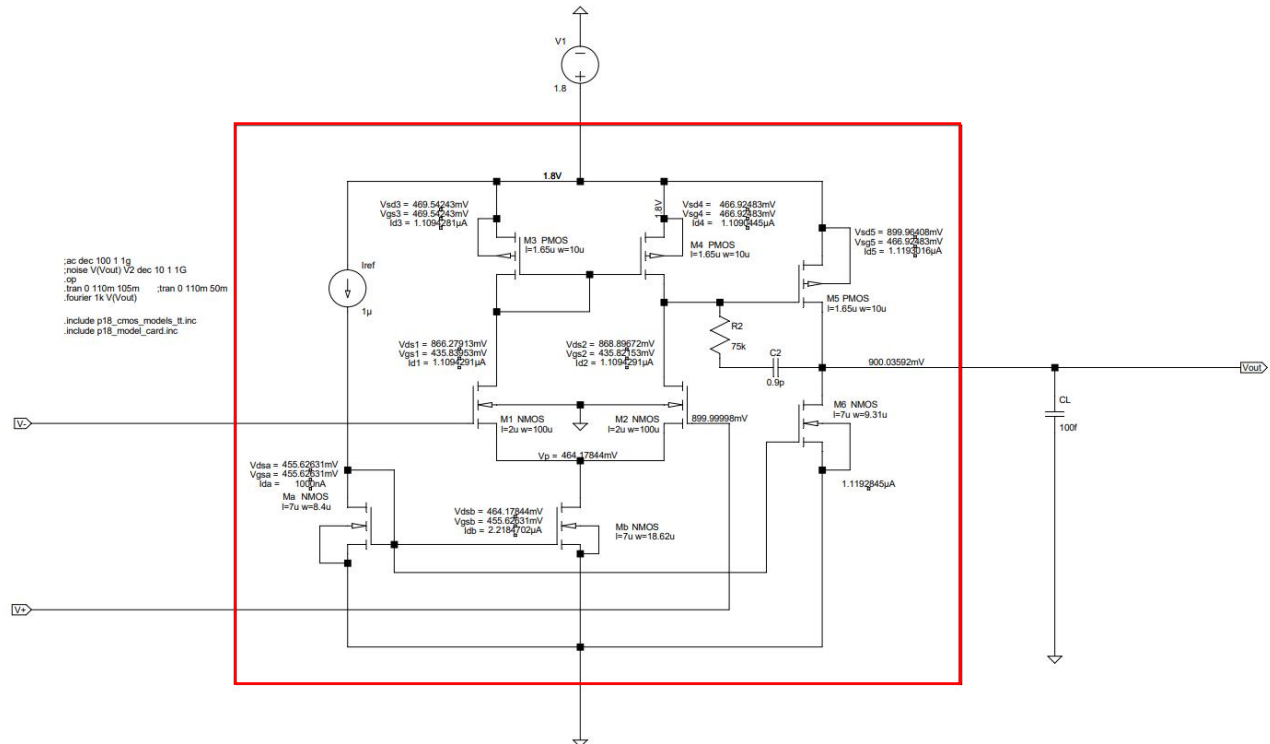 V1
1.8
1.8V
Vsd3 = 469.54243mV
Vgs3 = 469.54243mV
Id3 = 1.1094281µA
1.8V
Vsd4 = 466.92483mV
Vsg4 = 466.92483mV
Id4 = 1.1090445µA
Vsd5 = 899.96408mV
Vsg5 = 466.92483mV
Id5 = 1.1193016µA
M3 PMOS
l=1.65u w=10u
M4 PMOS
l=1.65u w=10u
M5 PMOS
l=1.65u w=10u
;ac dec 100 1 1g
;noise V(Vout) V2 dec 10 1 1G
.op
.tran 0 110m 105m ;tran 0 110m 50m
.fourier 1k V(Vout)
.include p18_cmos_models_tt.inc
.include p18_model_card.inc
Iref
1µ
R2
75k
C2
0.9p
Vds1 = 866.27913mV
Vgs1 = 435.83953mV
Id1 = 1.1094291µA
Vds2 = 868.89672mV
Vgs2 = 435.82153mV
Id2 = 1.1094291µA
900.03592mV
Vout
CL
100f
V-
M1 NMOS
l=2u w=100u
M2 NMOS
l=2u w=100u
899.99998mV
M6 NMOS
l=7u w=9.31u
Vp = 464.17844mV
Vdsa = 455.62631mV
Vgsa = 455.62631mV
Ida = 1000nA
Ma NMOS
l=7u w=8.4u
Vdsb = 464.17844mV
Vgsb = 455.62631mV
Idb = 2.2184702µA
Mb NMOS
l=7u w=18.62u
1.1192845µA
V+